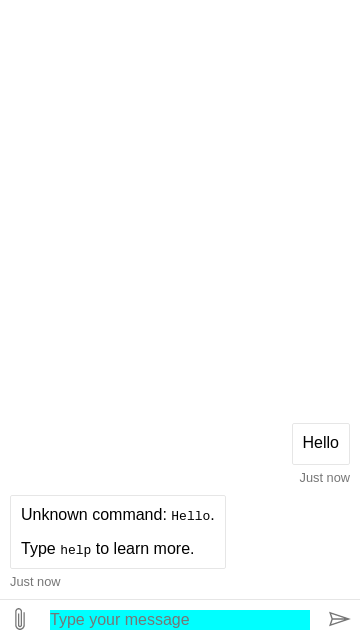 Hello
Just now
Unknown command: Hello.
Type help to learn more.
Just now
Type your message